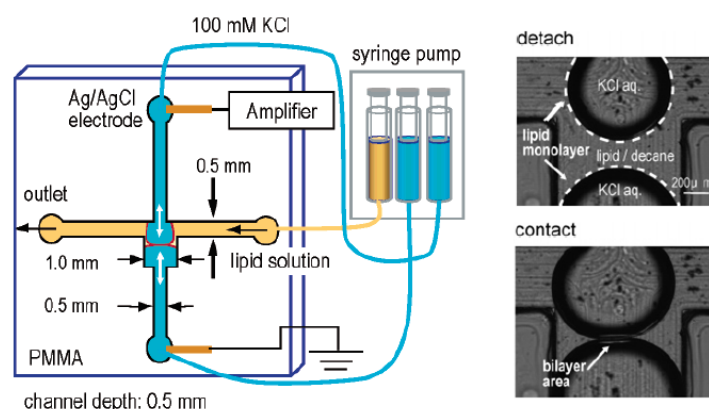 100 mM KCl
syringe pump
Ag/AgCl
electrode
Amplifier
0.5 mm
outlet
lipid solution
1.0 mm
0.5 mm
PMMA
channel depth: 0.5 mm
detach
KCl aq.
lipid
monolayer
lipid / decane
KCl aq.
200μ m
contact
bilayer
area